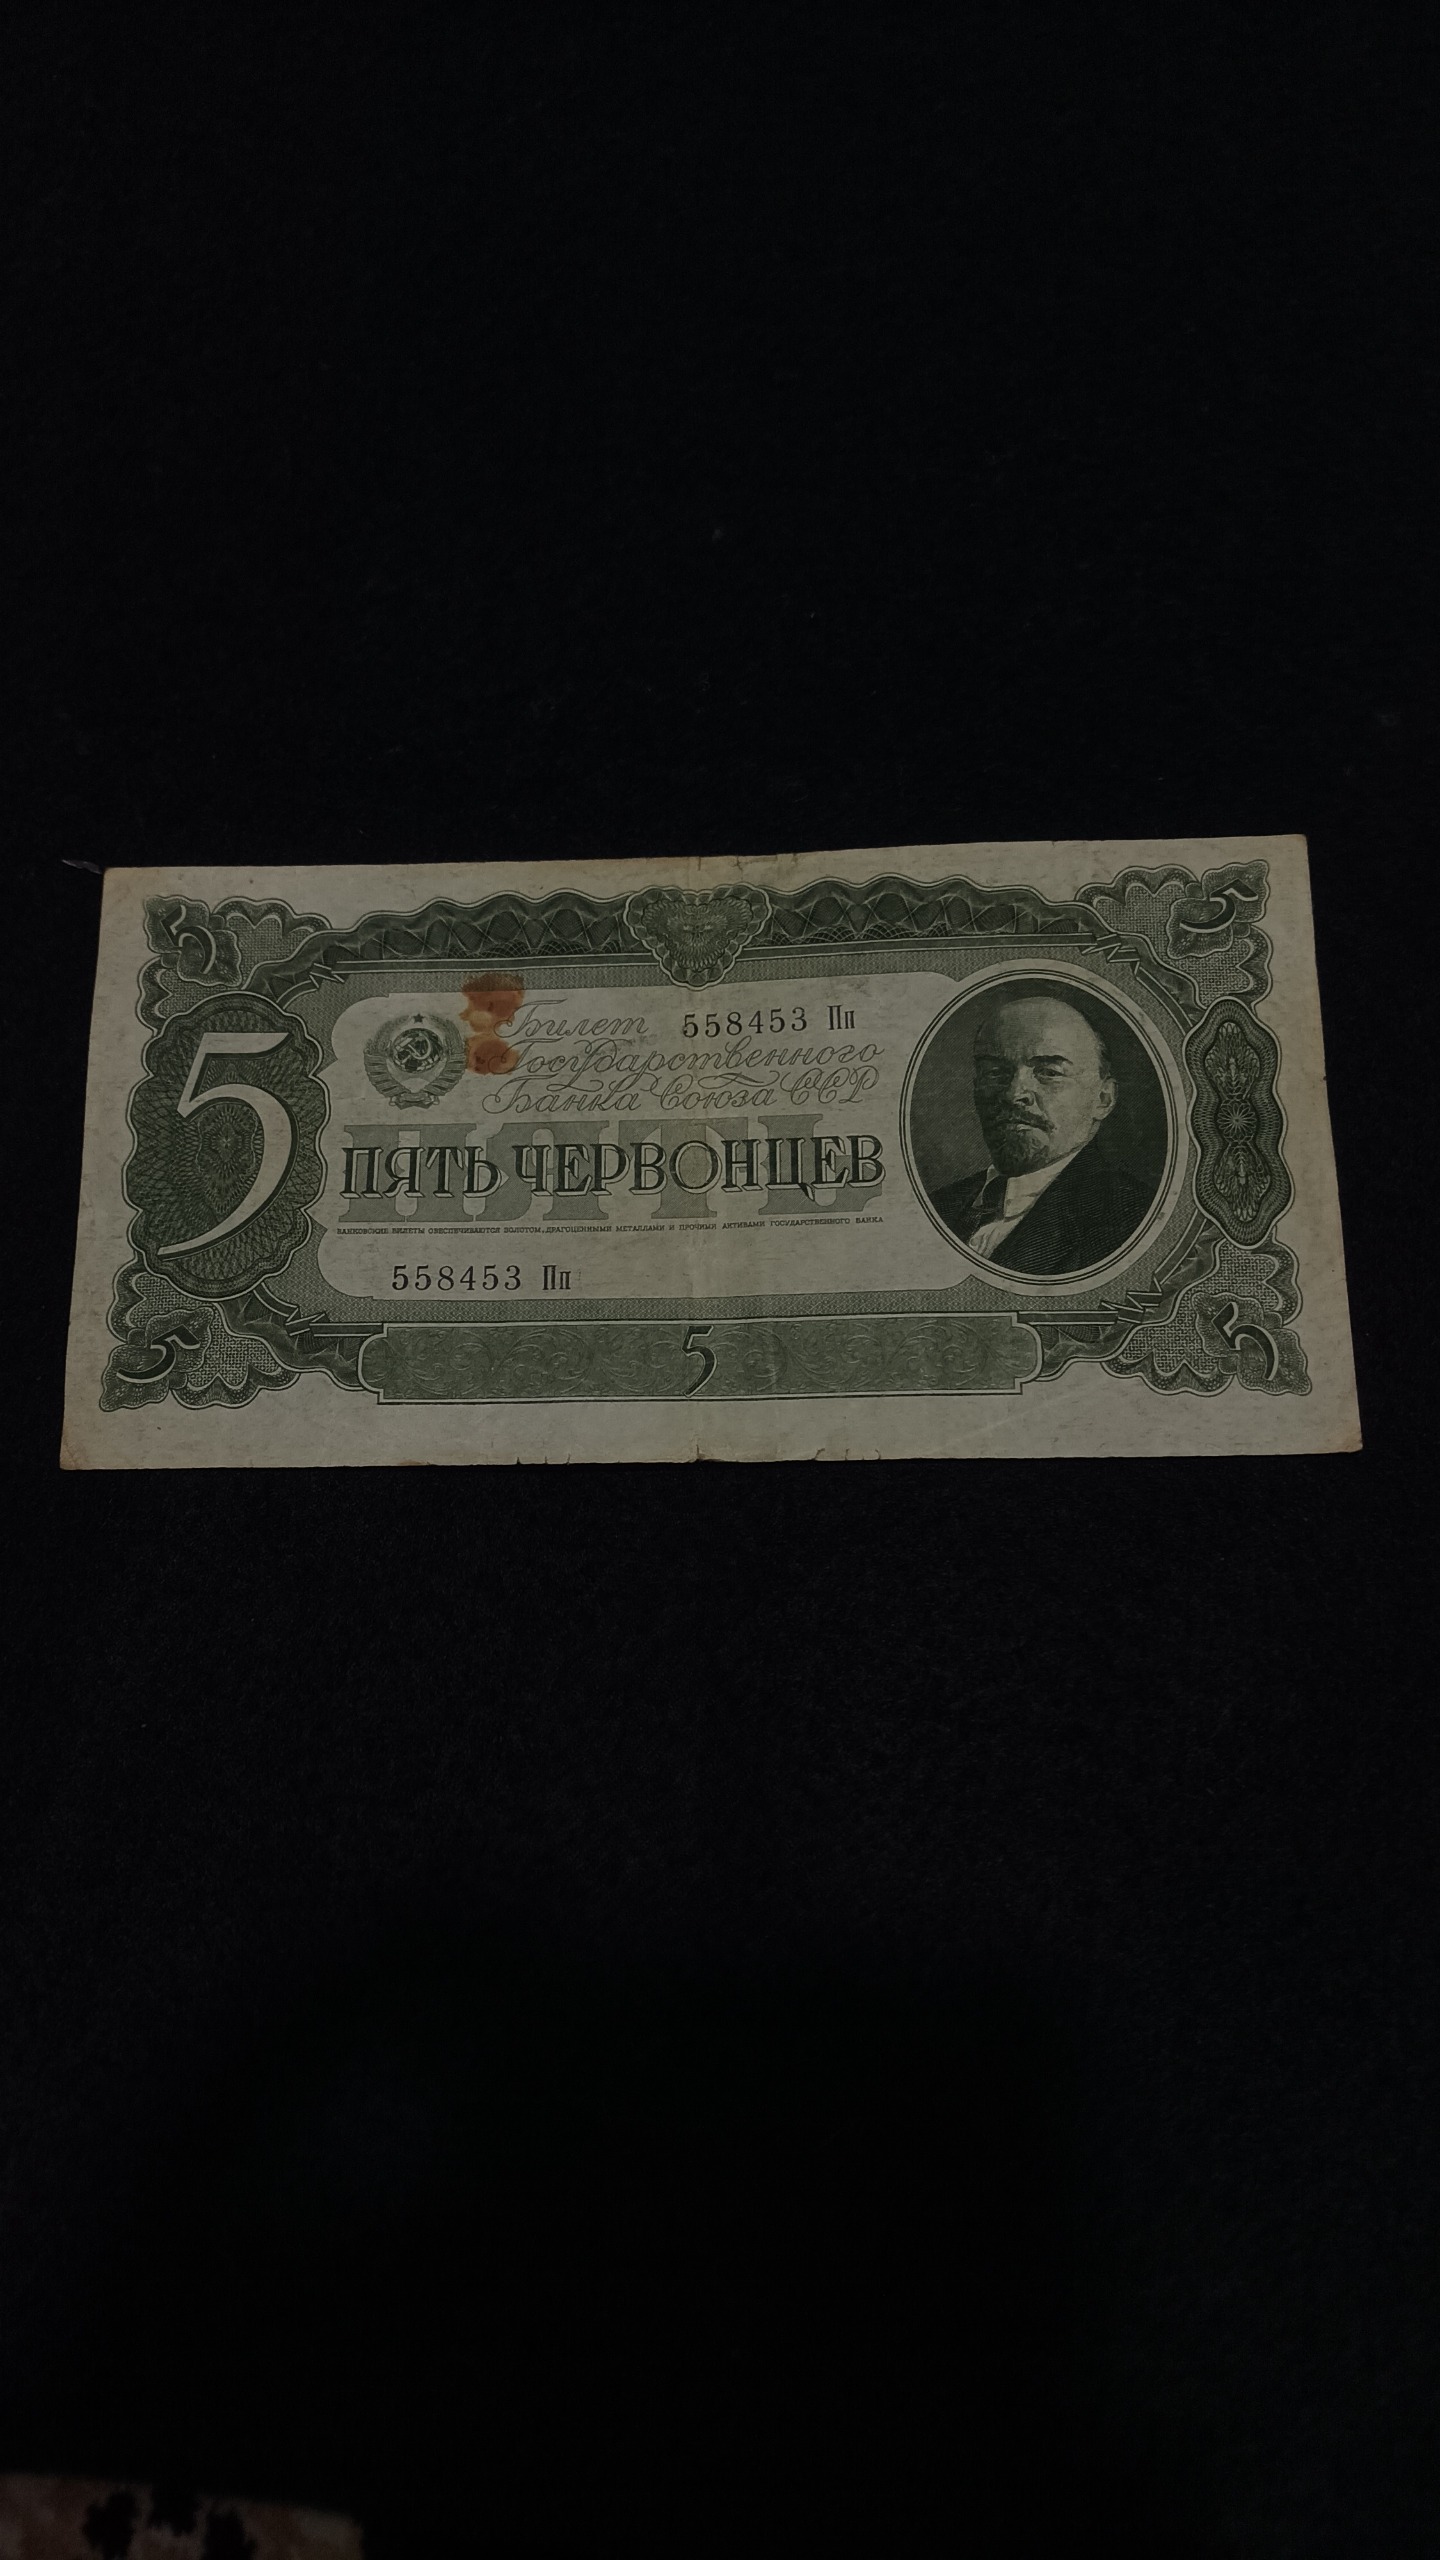 5 5
Билет 558453 Пп
Государственного
Банка Союза ССР
5
ПЯТЬ
ПЯТЬ ЧЕРВОНЦЕВ
БАНКОВСКИЕ БИЛЕТЫ ОБЕСПЕЧИВАЮТСЯ ЗОЛОТОМ, ДРАГОЦЕННЫМИ МЕТАЛЛАМИ И ПРОЧИМИ АКТИВАМИ ГОСУДАРСТВЕННОГО БАНКА
558453 Пп
5 5 5